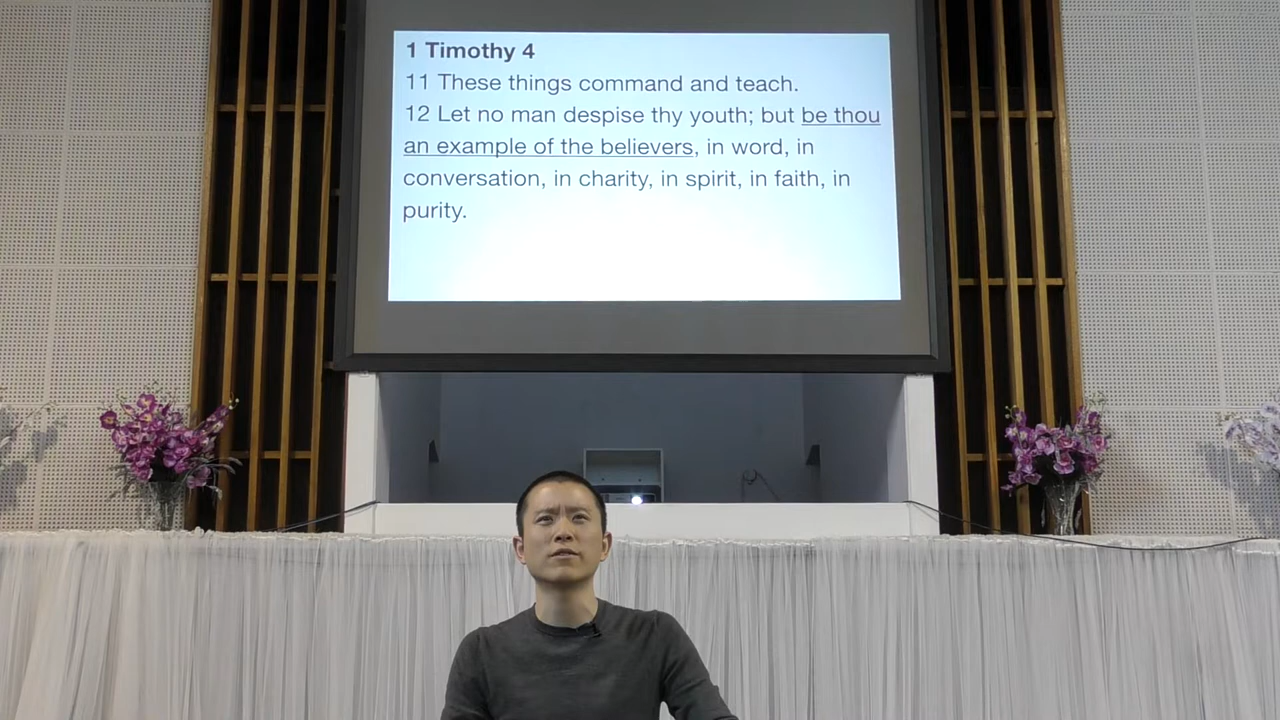 1 Timothy 4
11 These things command and teach.
12 Let no man despise thy youth; but be thou
an example of the believers, in word, in
conversation, in charity, in spirit, in faith, in
purity.